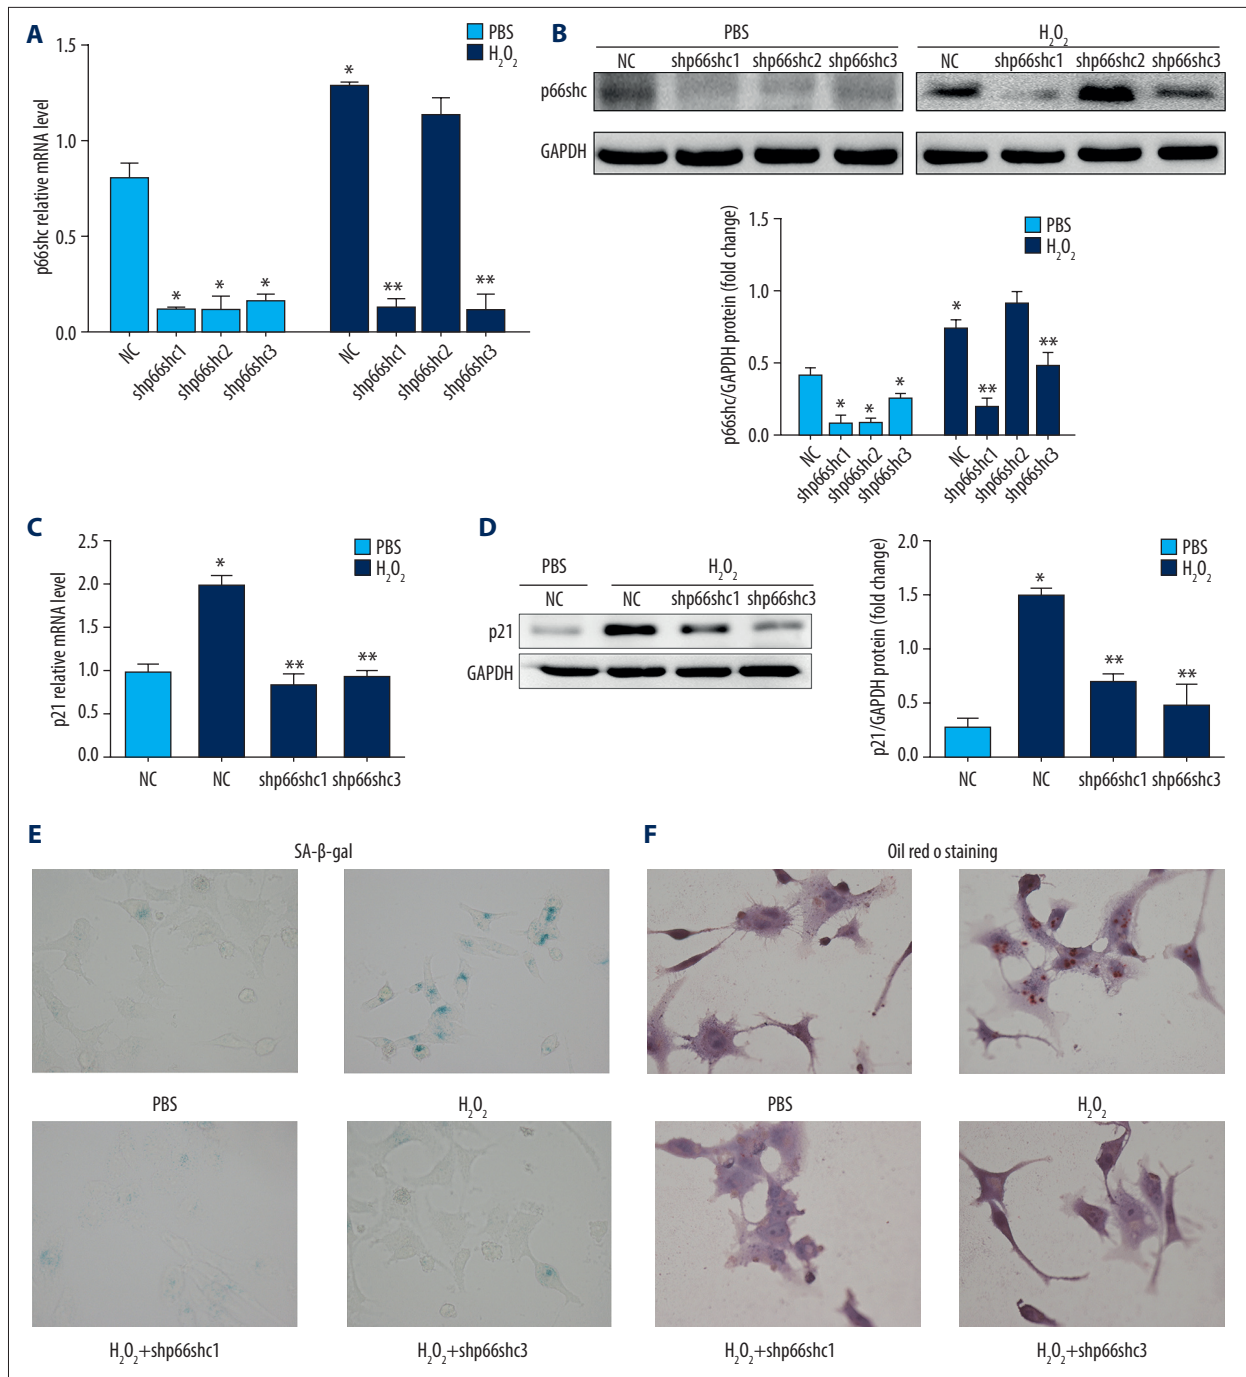 A
PBS
H₂O₂
p66shc relative mRNA level
1.5
1.0
0.5
0.0
*
*
*
*
**
**
NC
shp66shc1
shp66shc2
shp66shc3
NC
shp66shc1
shp66shc2
shp66shc3
B
PBS
H₂O₂
NC
shp66shc1
shp66shc2
shp66shc3
NC
shp66shc1
shp66shc2
shp66shc3
p66shc
GAPDH
PBS
H₂O₂
p66shc/GAPDH protein (fold change)
1.5
1.0
0.5
0.0
*
*
*
*
**
**
NC
shp66shc1
shp66shc2
shp66shc3
NC
shp66shc1
shp66shc2
shp66shc3
C
PBS
H₂O₂
p21 relative mRNA level
2.5
2.0
1.5
1.0
0.5
0.0
*
**
**
NC
NC
shp66shc1
shp66shc3
D
PBS
H₂O₂
NC
NC
shp66shc1
shp66shc3
p21
GAPDH
PBS
H₂O₂
p21/GAPDH protein (fold change)
2.0
1.5
1.0
0.5
0.0
*
**
**
NC
NC
shp66shc1
shp66shc3
E
SA-β-gal
PBS
H₂O₂
H₂O₂+shp66shc1
H₂O₂+shp66shc3
F
Oil red o staining
PBS
H₂O₂
H₂O₂+shp66shc1
H₂O₂+shp66shc3